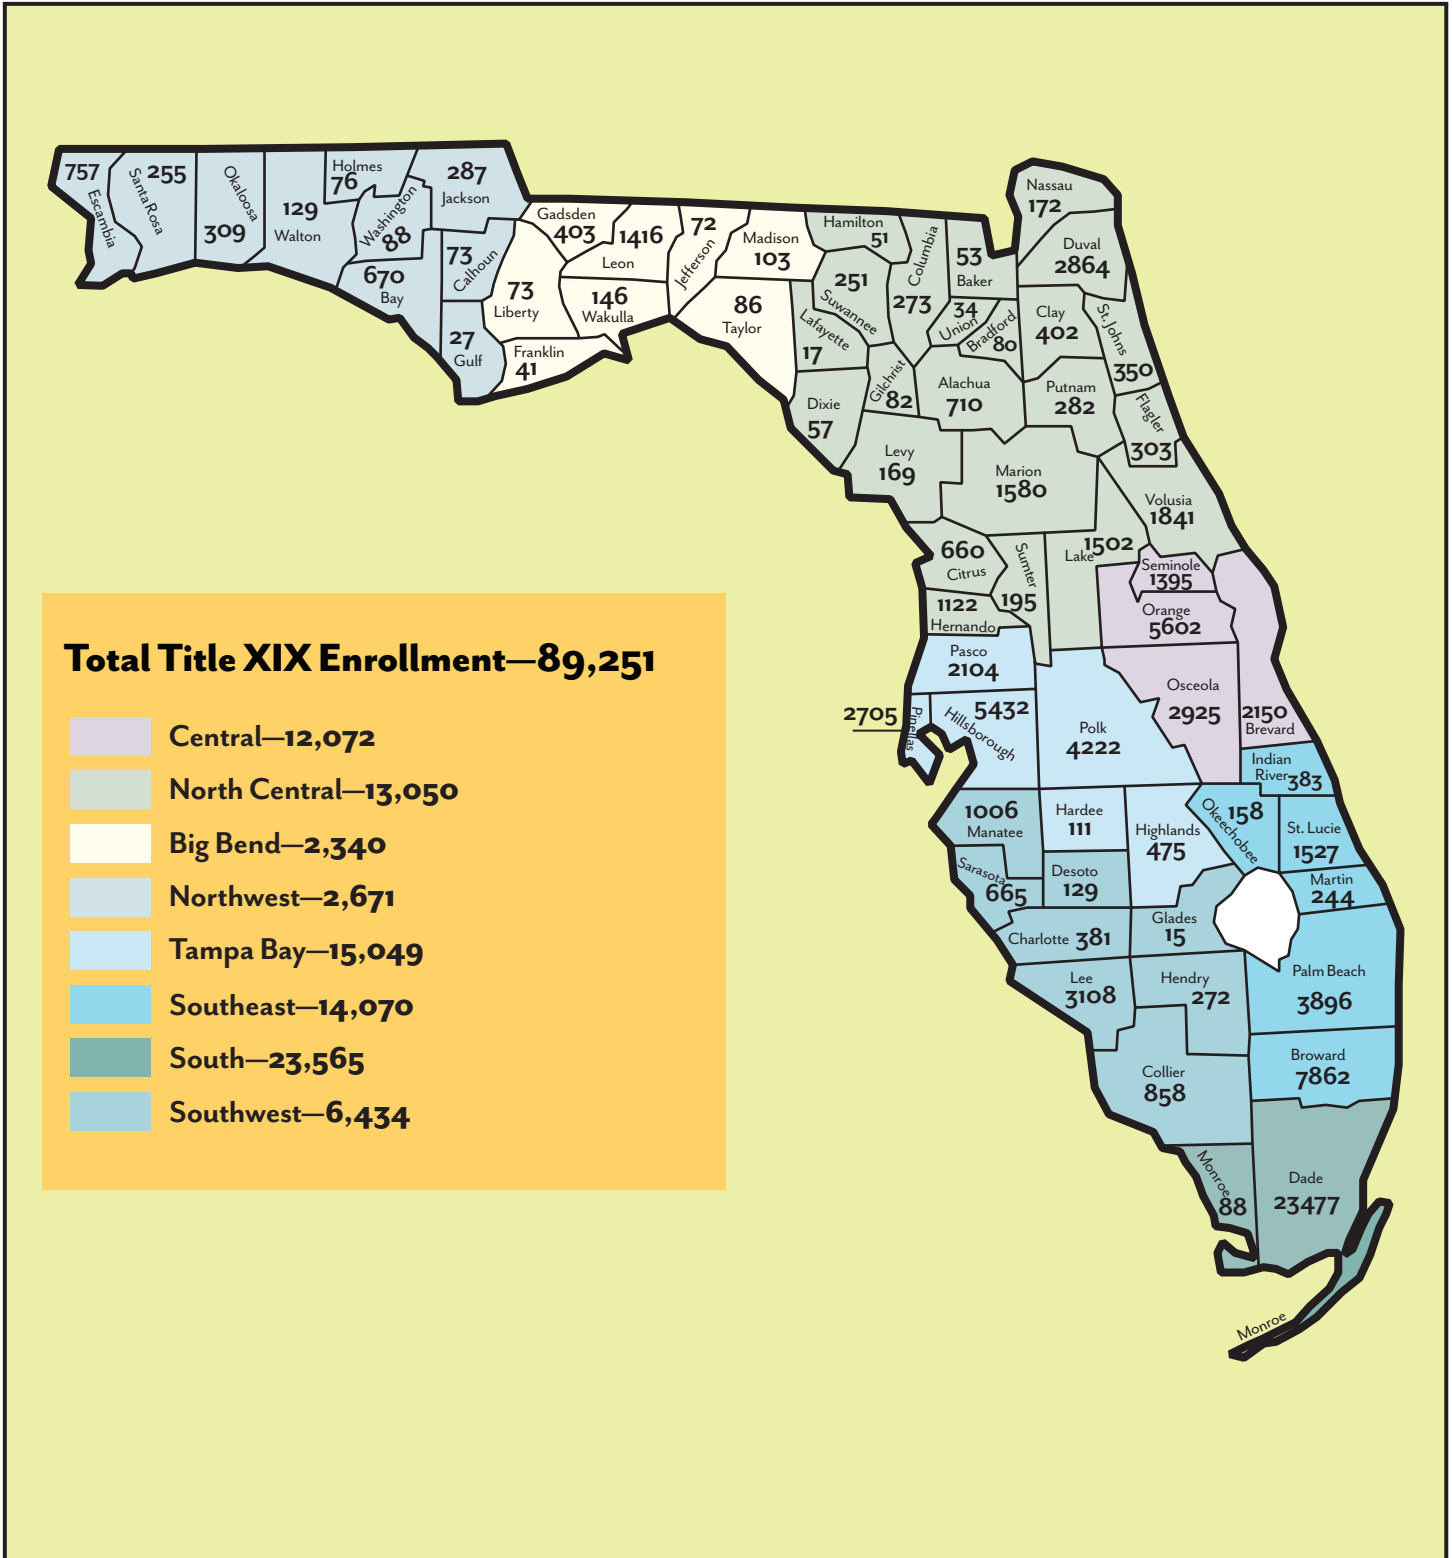 757
Escambia
Santa Rosa
255
Okaloosa
309
129
Walton
Holmes
76
Washington
88
287
Jackson
670
Bay
73
Calhoun
27
Gulf
Gadsden
403
1416
Leon
72
Jefferson
Madison
103
73
Liberty
146
Wakulla
Franklin
41
86
Taylor
Hamilton
51
251
Suwannee
Lafayette
17
Columbia
273
53
Baker
34
Union
Bradford
80
Nassau
172
Duval
2864
Clay
402
St. Johns
350
Putnam
282
Flagler
303
Alachua
710
Gilchrist
82
Dixie
57
Levy
169
Marion
1580
Volusia
1841
660
Citrus
Sumter
195
1502
Lake
1122
Hernando
Seminole
1395
Orange
5602
Osceola
2925
2150
Brevard
Pasco
2104
2705
Pinellas
5432
Hillsborough
Polk
4222
1006
Manatee
Hardee
111
Highlands
475
Indian
River 383
Okeechobee
158
St. Lucie
1527
Martin
244
Sarasota
665
Desoto
129
Charlotte 381
Glades
15
Lee
3108
Hendry
272
Palm Beach
3896
Collier
858
Broward
7862
Monroe
88
Dade
23477
Monroe
Total Title XIX Enrollment—89,251
Central—12,072
North Central—13,050
Big Bend—2,340
Northwest—2,671
Tampa Bay—15,049
Southeast—14,070
South—23,565
Southwest—6,434